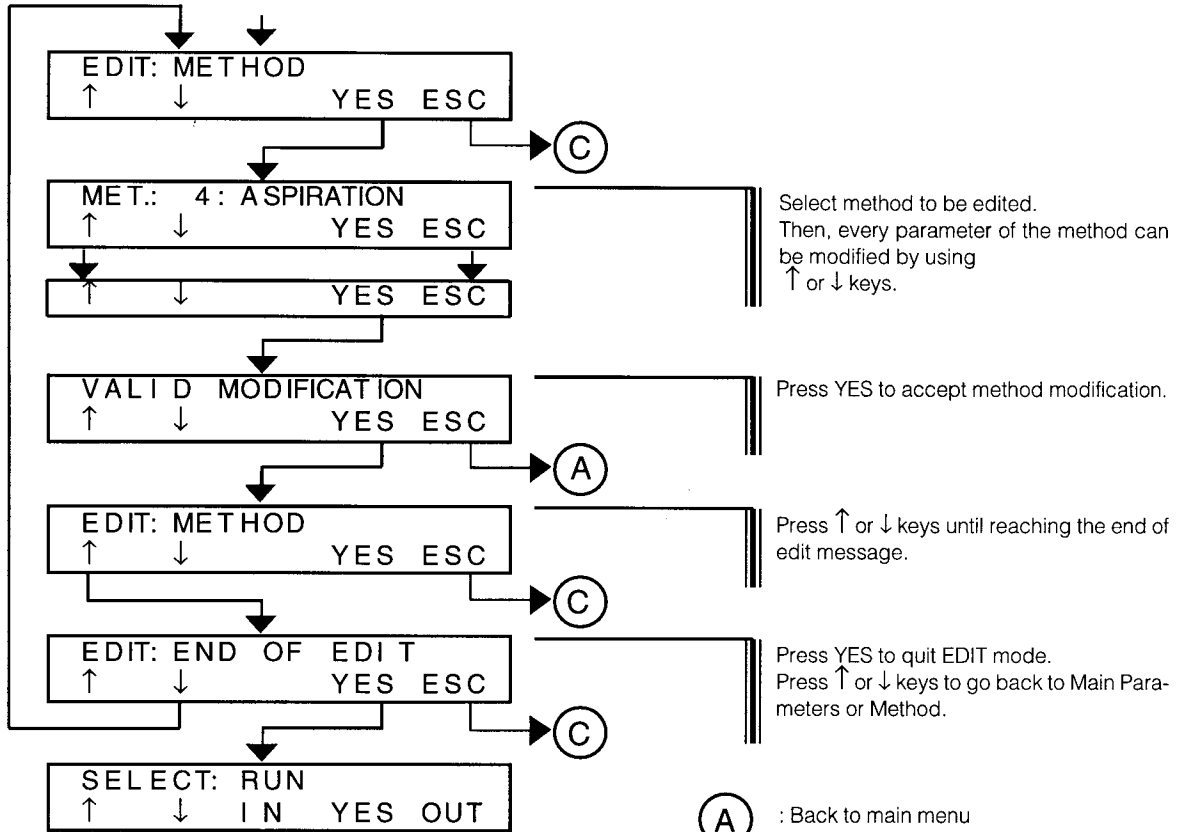 EDIT: METHOD
↑ ↓ YES ESC
C
MET.: 4: ASPIRATION
↑ ↓ YES ESC
Select method to be edited.
Then, every parameter of the method can
be modified by using
↑ or ↓ keys.
↑ ↓ YES ESC
VALID MODIFICATION
↑ ↓ YES ESC
Press YES to accept method modification.
A
EDIT: METHOD
↑ ↓ YES ESC
Press ↑ or ↓ keys until reaching the end of
edit message.
C
EDIT: END OF EDIT
↑ ↓ YES ESC
Press YES to quit EDIT mode.
Press ↑ or ↓ keys to go back to Main Para-
meters or Method.
C
SELECT: RUN
↑ ↓ IN YES OUT
A : Back to main menu